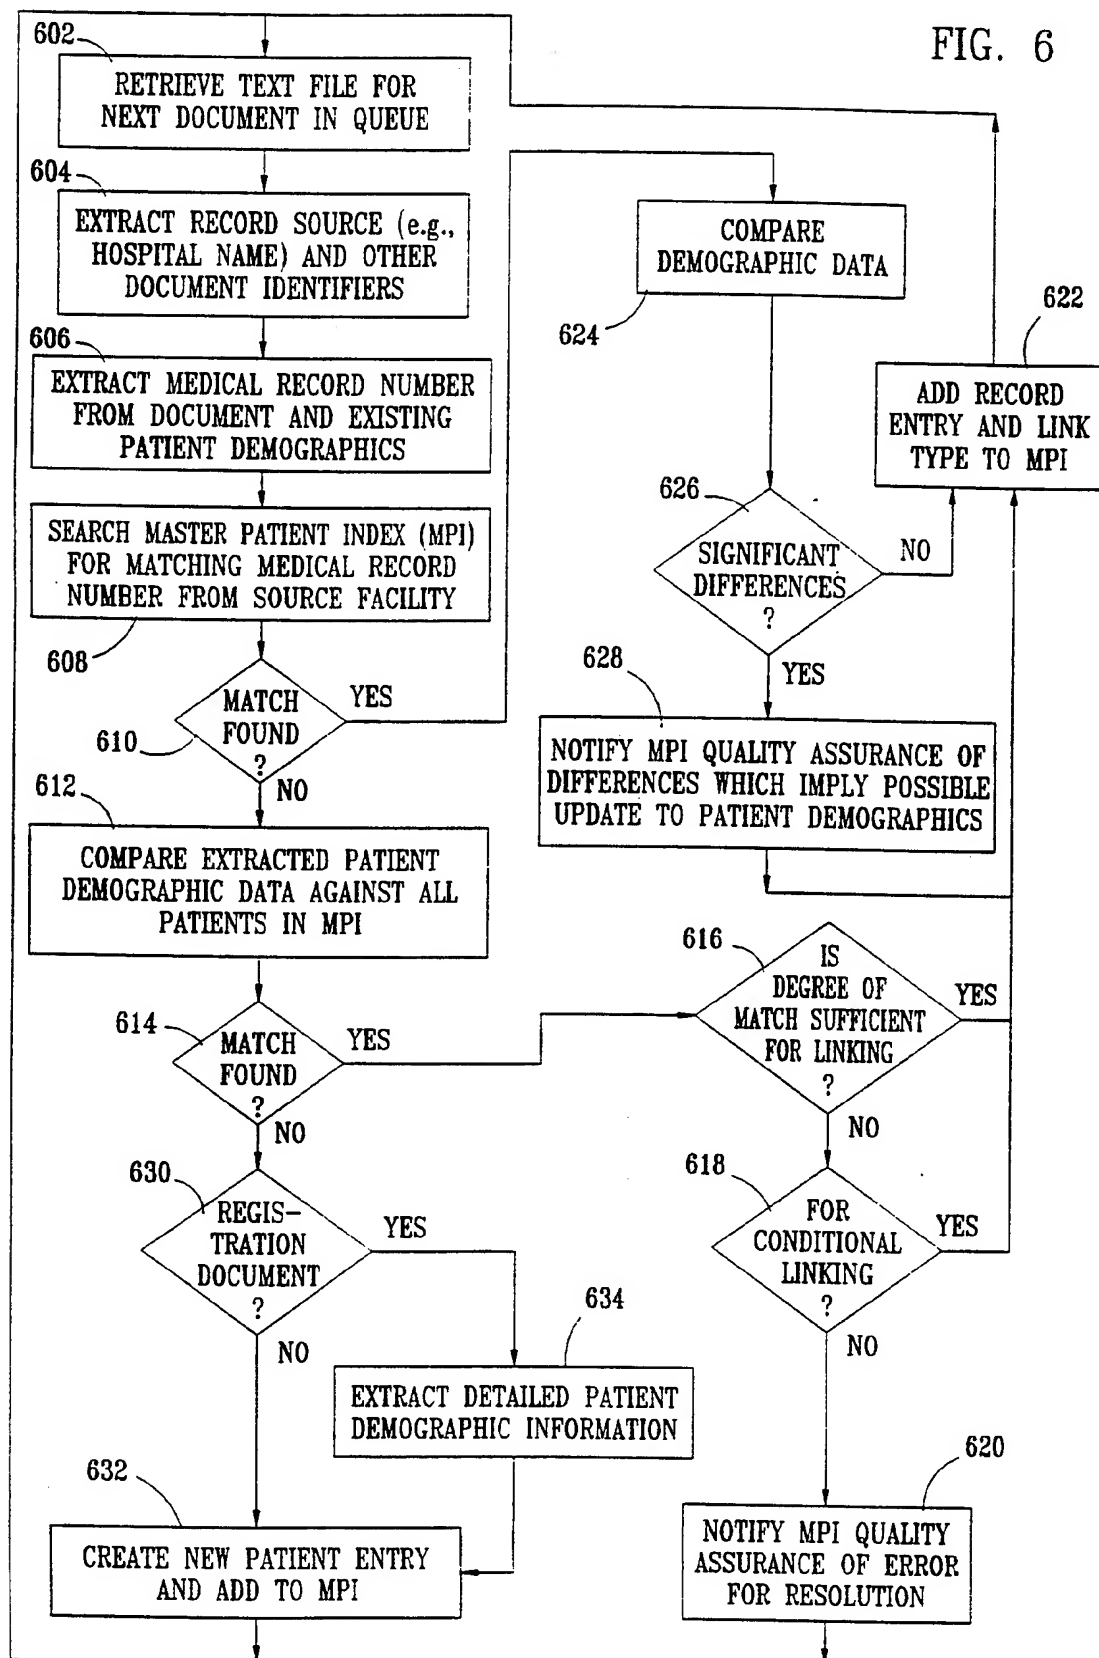 FIG. 6
602
RETRIEVE TEXT FILE FOR
NEXT DOCUMENT IN QUEUE
604
EXTRACT RECORD SOURCE (e.g.,
HOSPITAL NAME) AND OTHER
DOCUMENT IDENTIFIERS
606
EXTRACT MEDICAL RECORD NUMBER
FROM DOCUMENT AND EXISTING
PATIENT DEMOGRAPHICS
SEARCH MASTER PATIENT INDEX (MPI)
FOR MATCHING MEDICAL RECORD
NUMBER FROM SOURCE FACILITY
608
MATCH
FOUND
?
YES
610
NO
612
COMPARE EXTRACTED PATIENT
DEMOGRAPHIC DATA AGAINST ALL
PATIENTS IN MPI
614
MATCH
FOUND
?
YES
NO
630
REGIS-
TRATION
DOCUMENT
?
YES
NO
634
EXTRACT DETAILED PATIENT
DEMOGRAPHIC INFORMATION
632
CREATE NEW PATIENT ENTRY
AND ADD TO MPI
COMPARE
DEMOGRAPHIC DATA
624
622
ADD RECORD
ENTRY AND LINK
TYPE TO MPI
626
SIGNIFICANT
DIFFERENCES
?
NO
YES
628
NOTIFY MPI QUALITY ASSURANCE OF
DIFFERENCES WHICH IMPLY POSSIBLE
UPDATE TO PATIENT DEMOGRAPHICS
616
IS
DEGREE OF
MATCH SUFFICIENT
FOR LINKING
?
YES
NO
618
FOR
CONDITIONAL
LINKING
?
YES
NO
620
NOTIFY MPI QUALITY
ASSURANCE OF ERROR
FOR RESOLUTION